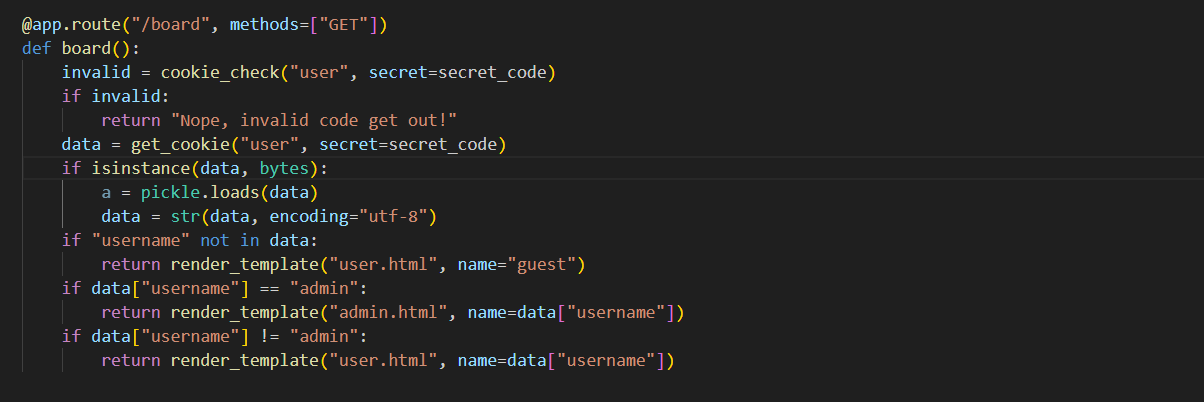 @app.route("/board", methods=["GET"])
def board():
    invalid = cookie_check("user", secret=secret_code)
    if invalid:
        return "Nope, invalid code get out!"
    data = get_cookie("user", secret=secret_code)
    if isinstance(data, bytes):
        a = pickle.loads(data)
        data = str(data, encoding="utf-8")
    if "username" not in data:
        return render_template("user.html", name="guest")
    if data["username"] == "admin":
        return render_template("admin.html", name=data["username"])
    if data["username"] != "admin":
        return render_template("user.html", name=data["username"])